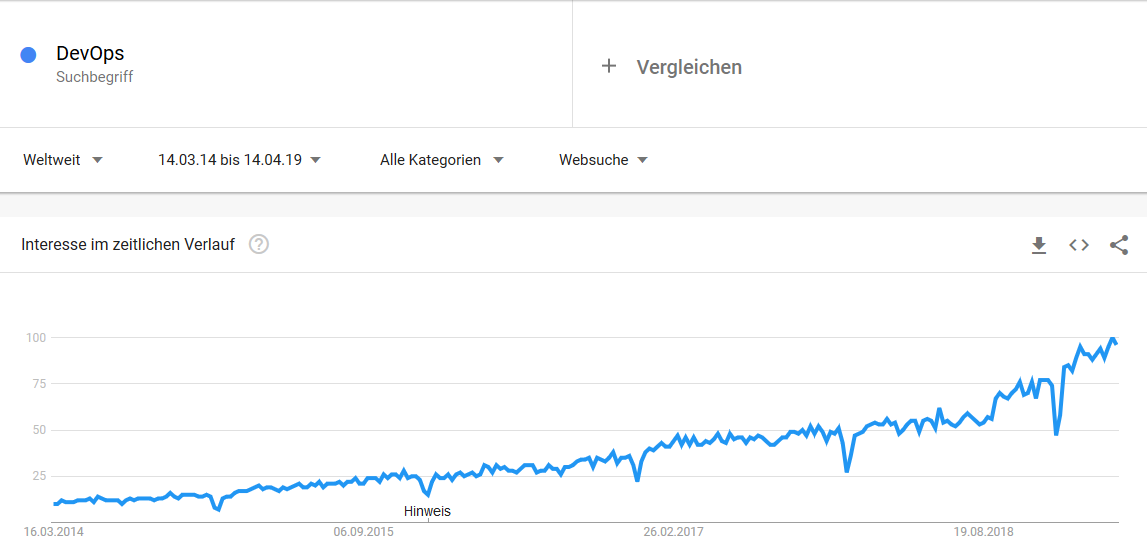 DevOps
Suchbegriff
+ Vergleichen
Weltweit 14.03.14 bis 14.04.19 Alle Kategorien Websuche
Interesse im zeitlichen Verlauf ?
100
75
50
25
Hinweis
16.03.2014 06.09.2015 26.02.2017 19.08.2018